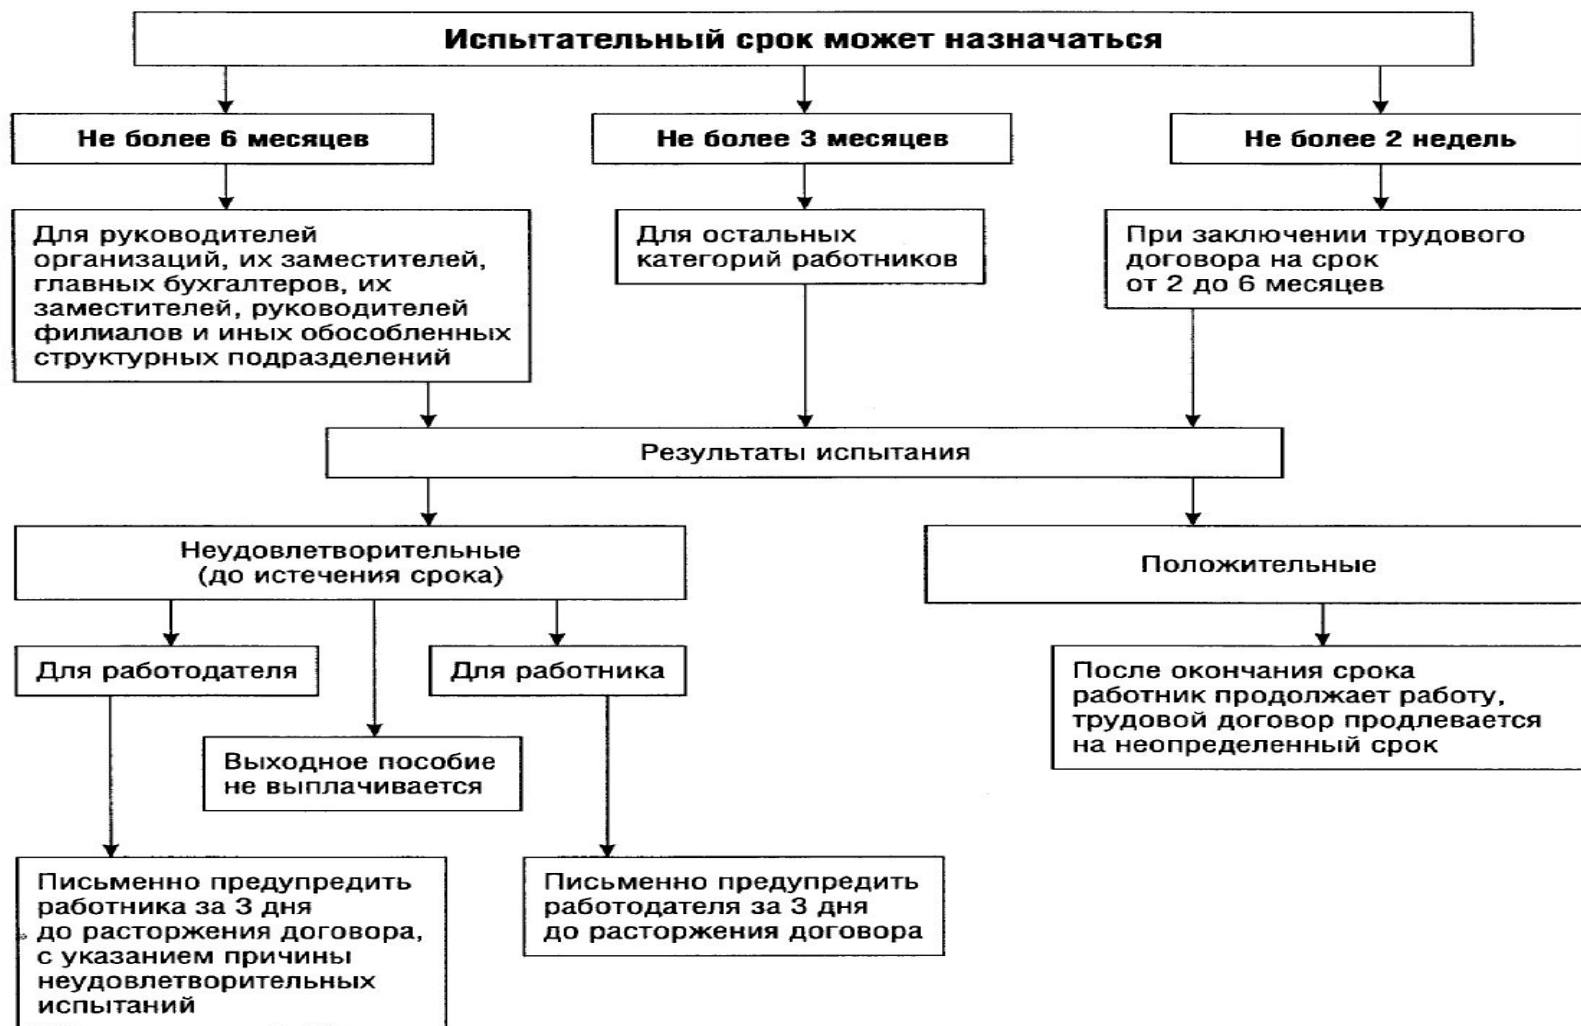 Испытательный срок может назначаться
Не более 6 месяцев
Не более 3 месяцев
Не более 2 недель
Для руководителей
организаций, их заместителей,
главных бухгалтеров, их
заместителей, руководителей
филиалов и иных обособленных
структурных подразделений
Для остальных
категорий работников
При заключении трудового
договора на срок
от 2 до 6 месяцев
Результаты испытания
Неудовлетворительные
(до истечения срока)
Положительные
Для работодателя
Для работника
После окончания срока
работник продолжает работу,
трудовой договор продлевается
на неопределенный срок
Выходное пособие
не выплачивается
Письменно предупредить
работника за 3 дня
до расторжения договора,
с указанием причины
неудовлетворительных
испытаний
Письменно предупредить
работодателя за 3 дня
до расторжения договора